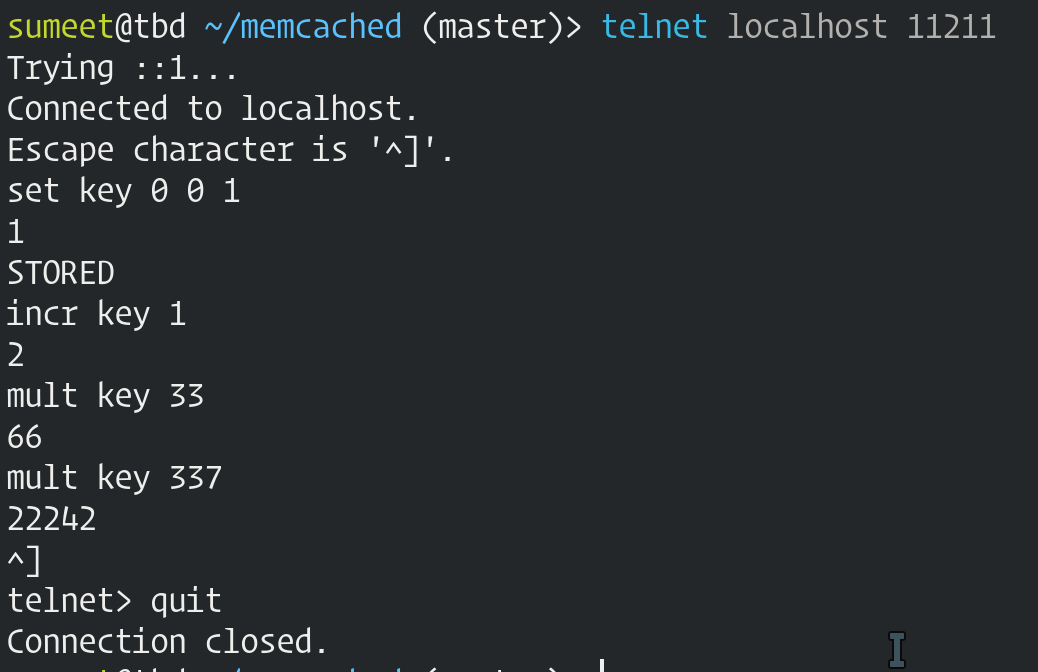 sumeet@tbd ~/memcached (master)> telnet localhost 11211
Trying ::1...
Connected to localhost.
Escape character is '^]'.
set key 0 0 1
1
STORED
incr key 1
2
mult key 33
66
mult key 337
22242
^]
telnet> quit
Connection closed.